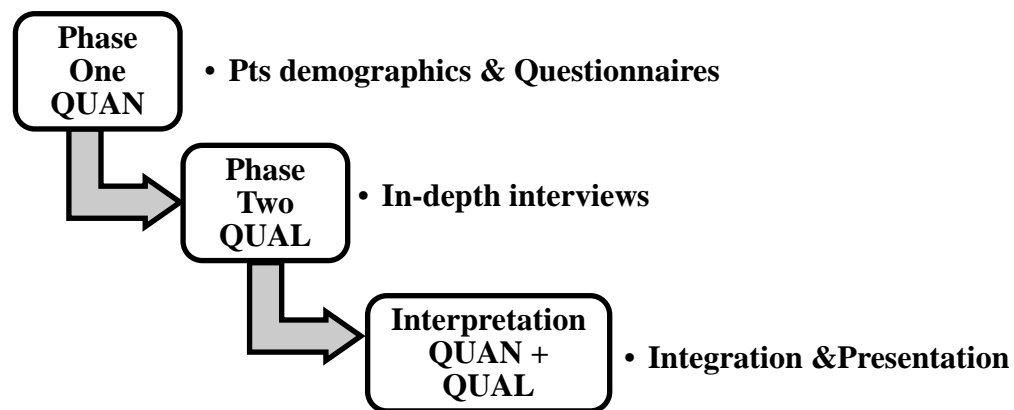 Phase
One
QUAN
• Pts demographics & Questionnaires
Phase
Two
QUAL
• In-depth interviews
Interpretation
QUAN +
QUAL
• Integration &Presentation